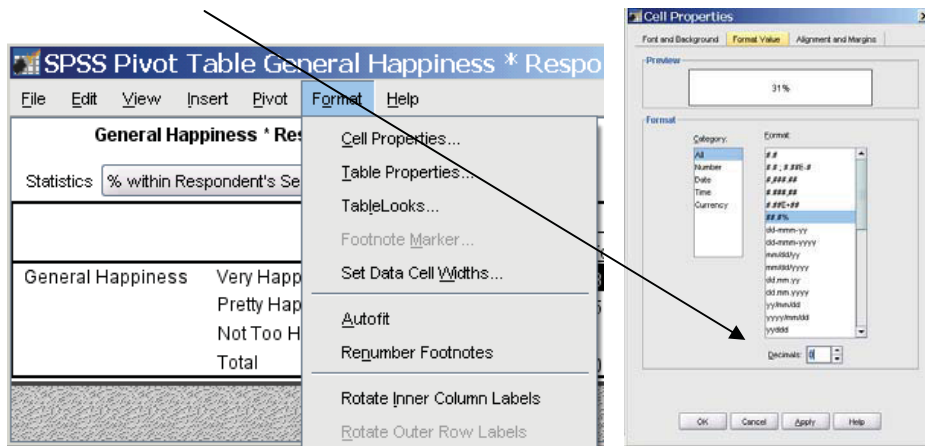 SPSS Pivot Table General Happiness * Respo
File Edit View Insert Pivot Format Help
General Happiness * Res
Statistics % within Respondent's Se
General Happiness Very Happ
Pretty Hap
Not Too H
Total
Cell Properties...
Table Properties...
TableLooks...
Footnote Marker...
Set Data Cell Widths...
Autofit
Renumber Footnotes
Rotate Inner Column Labels
Rotate Outer Row Labels
Cell Properties
Font and Background Format Value Alignment and Margins
Preview
31%
Format
Category: Format:
All
Number
Date
Time
Currency
#.#
#,###.##
#.###,##
#.##E+##
##.#%
dd-mmm-yy
dd-mmm-yyyy
mm/dd/yy
mm/dd/yyyy
dd.mm.yy
dd.mm.yyyy
yy/mm/dd
yyyy/mm/dd
yyddd
Decimals: 0
OK Cancel Apply Help